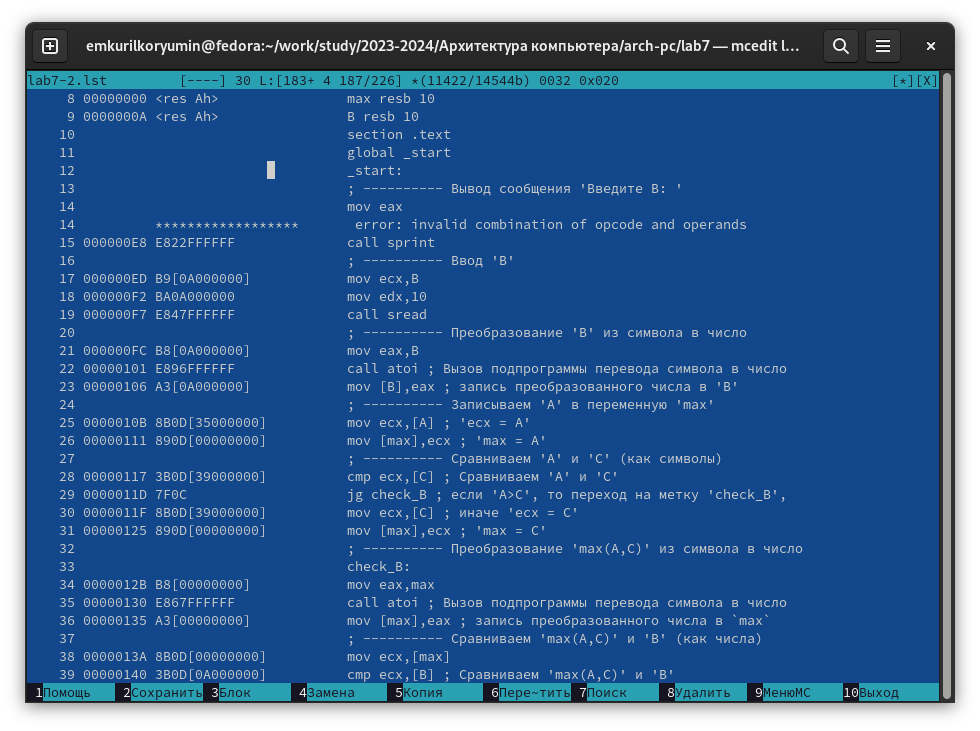 emkurilkoryumin@fedora:~/work/study/2023-2024/Архитектура компьютера/arch-pc/lab7 — mcedit l...
lab7-2.lst [----] 30 L:[183+ 4 187/226] *(11422/14544b) 0032 0x020 [*][X]
8 00000000 <res Ah> max resb 10
9 0000000A <res Ah> B resb 10
10 section .text
11 global _start
12 _start:
13 ; ---------- Вывод сообщения 'Введите B: '
14 mov eax
14 ****************** error: invalid combination of opcode and operands
15 000000E8 E822FFFFFF call sprint
16 ; ---------- Ввод 'B'
17 000000ED B9[0A000000] mov ecx,B
18 000000F2 BA0A000000 mov edx,10
19 000000F7 E847FFFFFF call sread
20 ; ---------- Преобразование 'B' из символа в число
21 000000FC B8[0A000000] mov eax,B
22 00000101 E896FFFFFF call atoi ; Вызов подпрограммы перевода символа в число
23 00000106 A3[0A000000] mov [B],eax ; запись преобразованного числа в 'B'
24 ; ---------- Записываем 'A' в переменную 'max'
25 0000010B 8B0D[35000000] mov ecx,[A] ; 'ecx = A'
26 00000111 890D[00000000] mov [max],ecx ; 'max = A'
27 ; ---------- Сравниваем 'A' и 'С' (как символы)
28 00000117 3B0D[39000000] cmp ecx,[C] ; Сравниваем 'A' и 'С'
29 0000011D 7F0C jg check_B ; если 'A>C', то переход на метку 'check_B',
30 0000011F 8B0D[39000000] mov ecx,[C] ; иначе 'ecx = C'
31 00000125 890D[00000000] mov [max],ecx ; 'max = C'
32 ; ---------- Преобразование 'max(A,C)' из символа в число
33 check_B:
34 0000012B B8[00000000] mov eax,max
35 00000130 E867FFFFFF call atoi ; Вызов подпрограммы перевода символа в число
36 00000135 A3[00000000] mov [max],eax ; запись преобразованного числа в `max`
37 ; ---------- Сравниваем 'max(A,C)' и 'B' (как числа)
38 0000013A 8B0D[00000000] mov ecx,[max]
39 00000140 3B0D[0A000000] cmp ecx,[B] ; Сравниваем 'max(A,C)' и 'B'
1Помощь 2Сохранить 3Блок 4Замена 5Копия 6Пере~тить 7Поиск 8Удалить 9МенюMC 10Выход